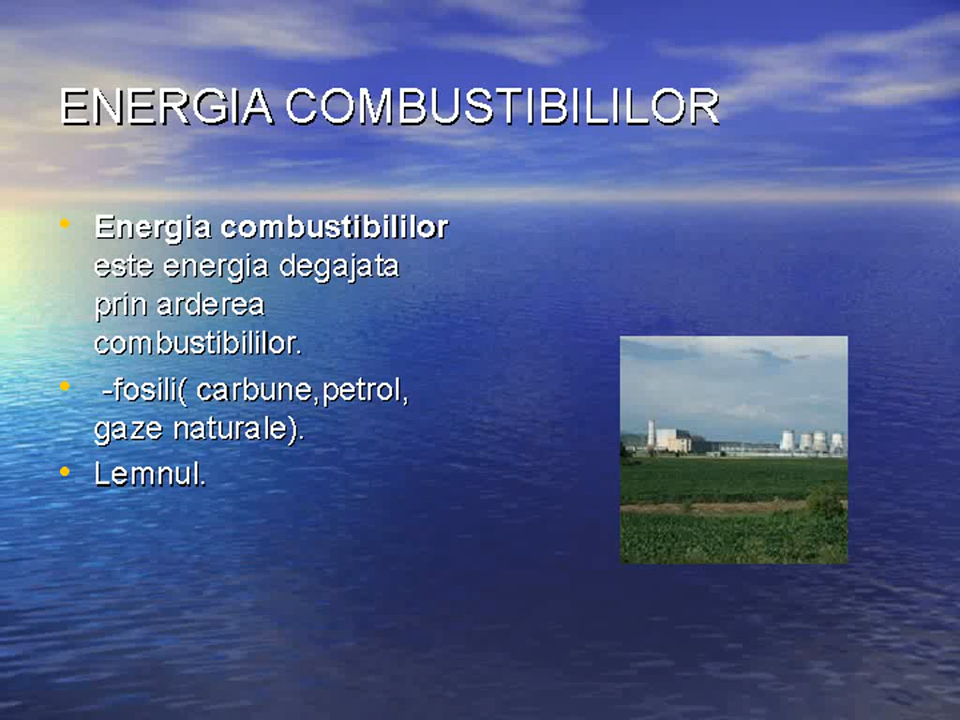 ENERGIA COMBUSTIBILILOR
• Energia combustibililor
este energia degajata
prin arderea
combustibililor.
• -fosili( carbune,petrol,
gaze naturale).
• Lemnul.